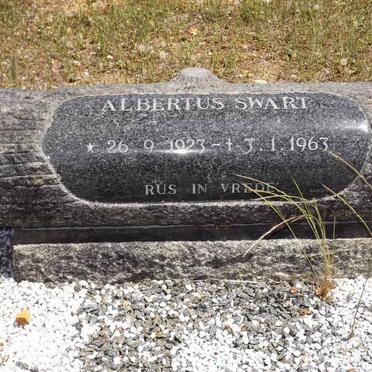 ALBERTUS SWART
* 26.9.1923 - † 3.1.1963
RUS IN VREDE